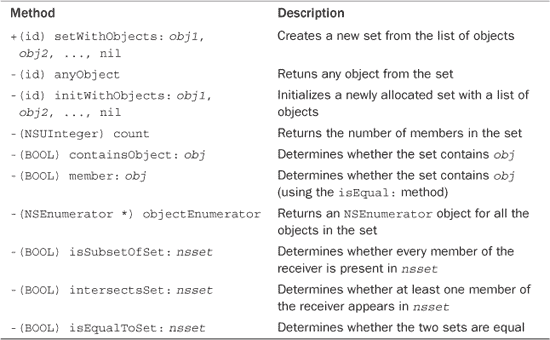 Method Description
+(id) setWithObjects: obj1, Creates a new set from the list of objects
obj2, ..., nil
-(id) anyObject Retuns any object from the set
-(id) initWithObjects: obj1, Initializes a newly allocated set with a list of
obj2, ..., nil objects
-(NSUInteger) count Returns the number of members in the set
-(BOOL) containsObject: obj Determines whether the set contains obj
-(BOOL) member: obj Determines whether the set contains obj
(using the isEqual: method)
-(NSEnumerator *) objectEnumerator Returns an NSEnumerator object for all the
objects in the set
-(BOOL) isSubsetOfSet: nsset Determines whether every member of the
receiver is present in nsset
-(BOOL) intersectsSet: nsset Determines whether at least one member of
the receiver appears in nsset
-(BOOL) isEqualToSet: nsset Determines whether the two sets are equal